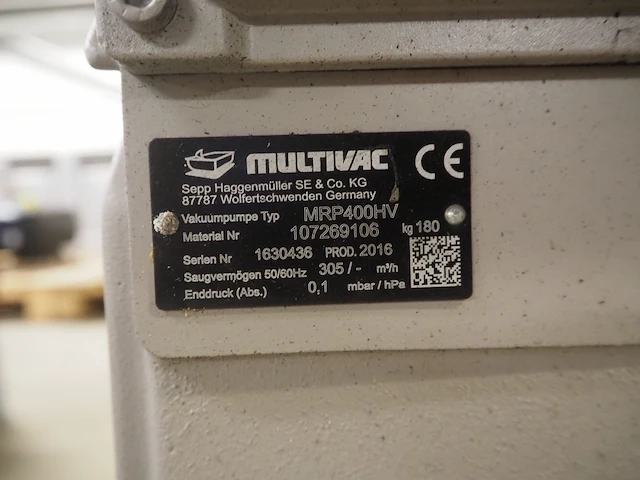 MULTIVAC CE
Sepp Haggenmüller SE & Co. KG
87787 Wolfertschwenden Germany
Vakuumpumpe Typ MRP400HV
Material Nr 107269106 kg 180
Serien Nr 1630436 PROD. 2016
Saugvermögen 50/60Hz 305 / - m³/h
Enddruck (Abs.) 0,1 mbar / hPa